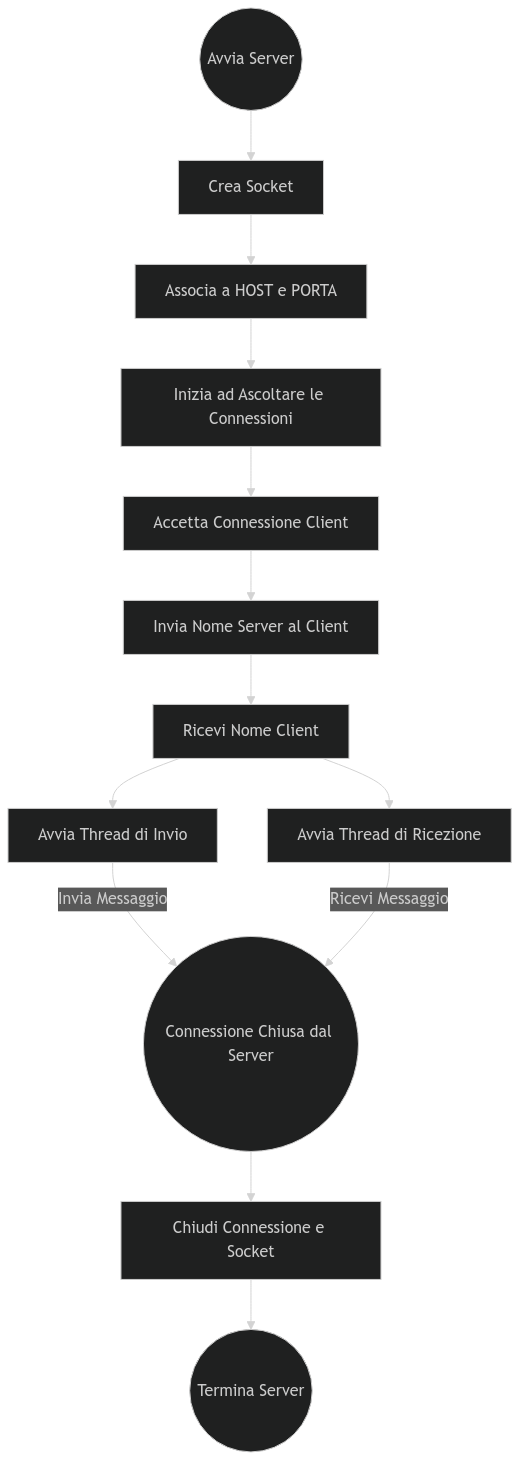 Avvia Server
Crea Socket
Associa a HOST e PORTA
Inizia ad Ascoltare le
Connessioni
Accetta Connessione Client
Invia Nome Server al Client
Ricevi Nome Client
Avvia Thread di Invio
Avvia Thread di Ricezione
Invia Messaggio
Ricevi Messaggio
Connessione Chiusa dal
Server
Chiudi Connessione e
Socket
Termina Server